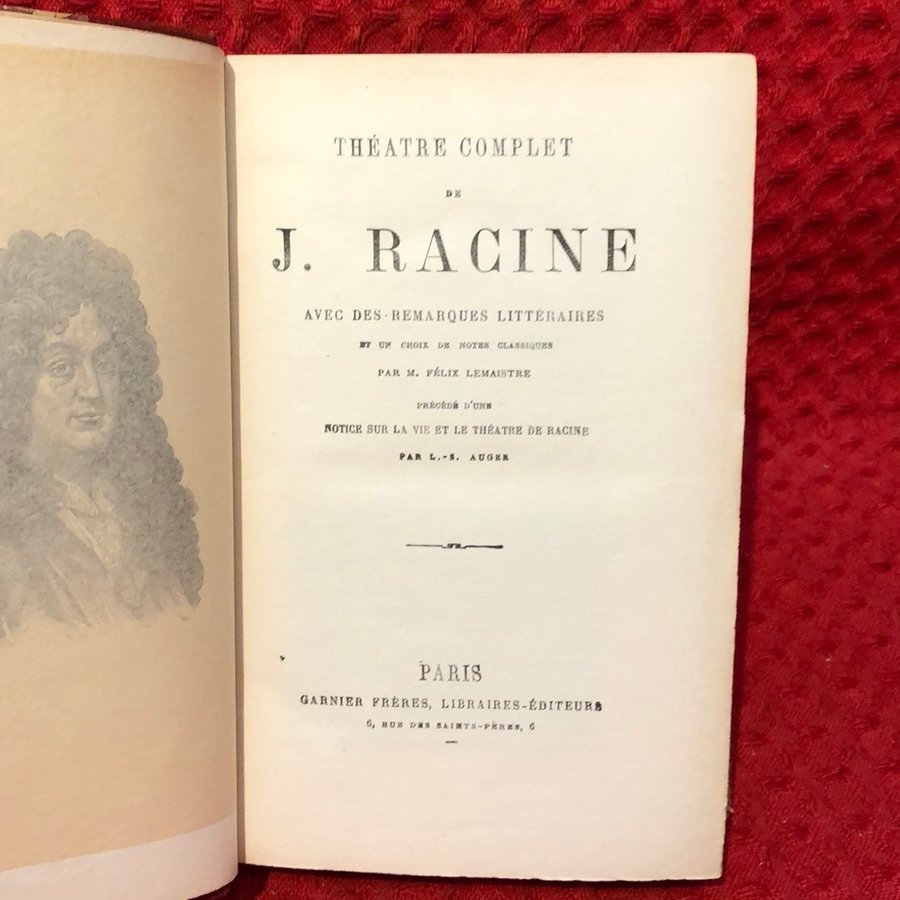 THÉATRE COMPLET
DE
J. RACINE
AVEC DES REMARQUES LITTÉRAIRES
ET UN CHOIX DE NOTES CLASSIQUES
PAR M. FÉLIX LEMAISTRE
PRÉCÉDÉ D'UNE
NOTICE SUR LA VIE ET LE THÉATRE DE RACINE
PAR L.-S. AUGER
PARIS
GARNIER FRÈRES, LIBRAIRES-ÉDITEURS
6, RUE DES SAINTS-PÈRES, 6